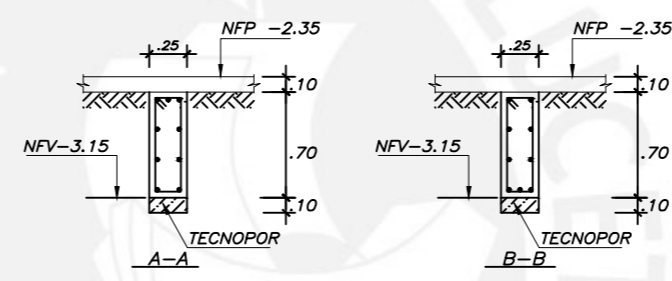 .25
NFP -2.35
.10
NFV-3.15
.70
.10
TECNOPOR
A-A
.25
NFP -2.35
.10
NFV-3.15
.70
.10
TECNOPOR
B-B